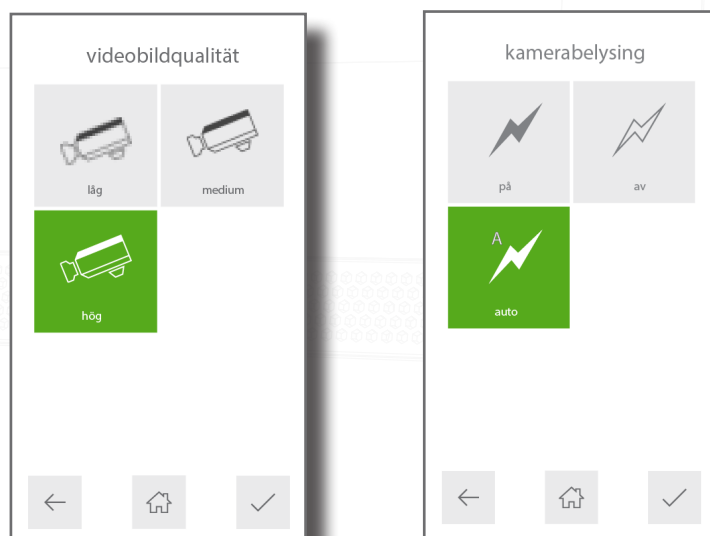 videobildqualität
låg
medium
hög
kamerabelysing
på
av
A
auto